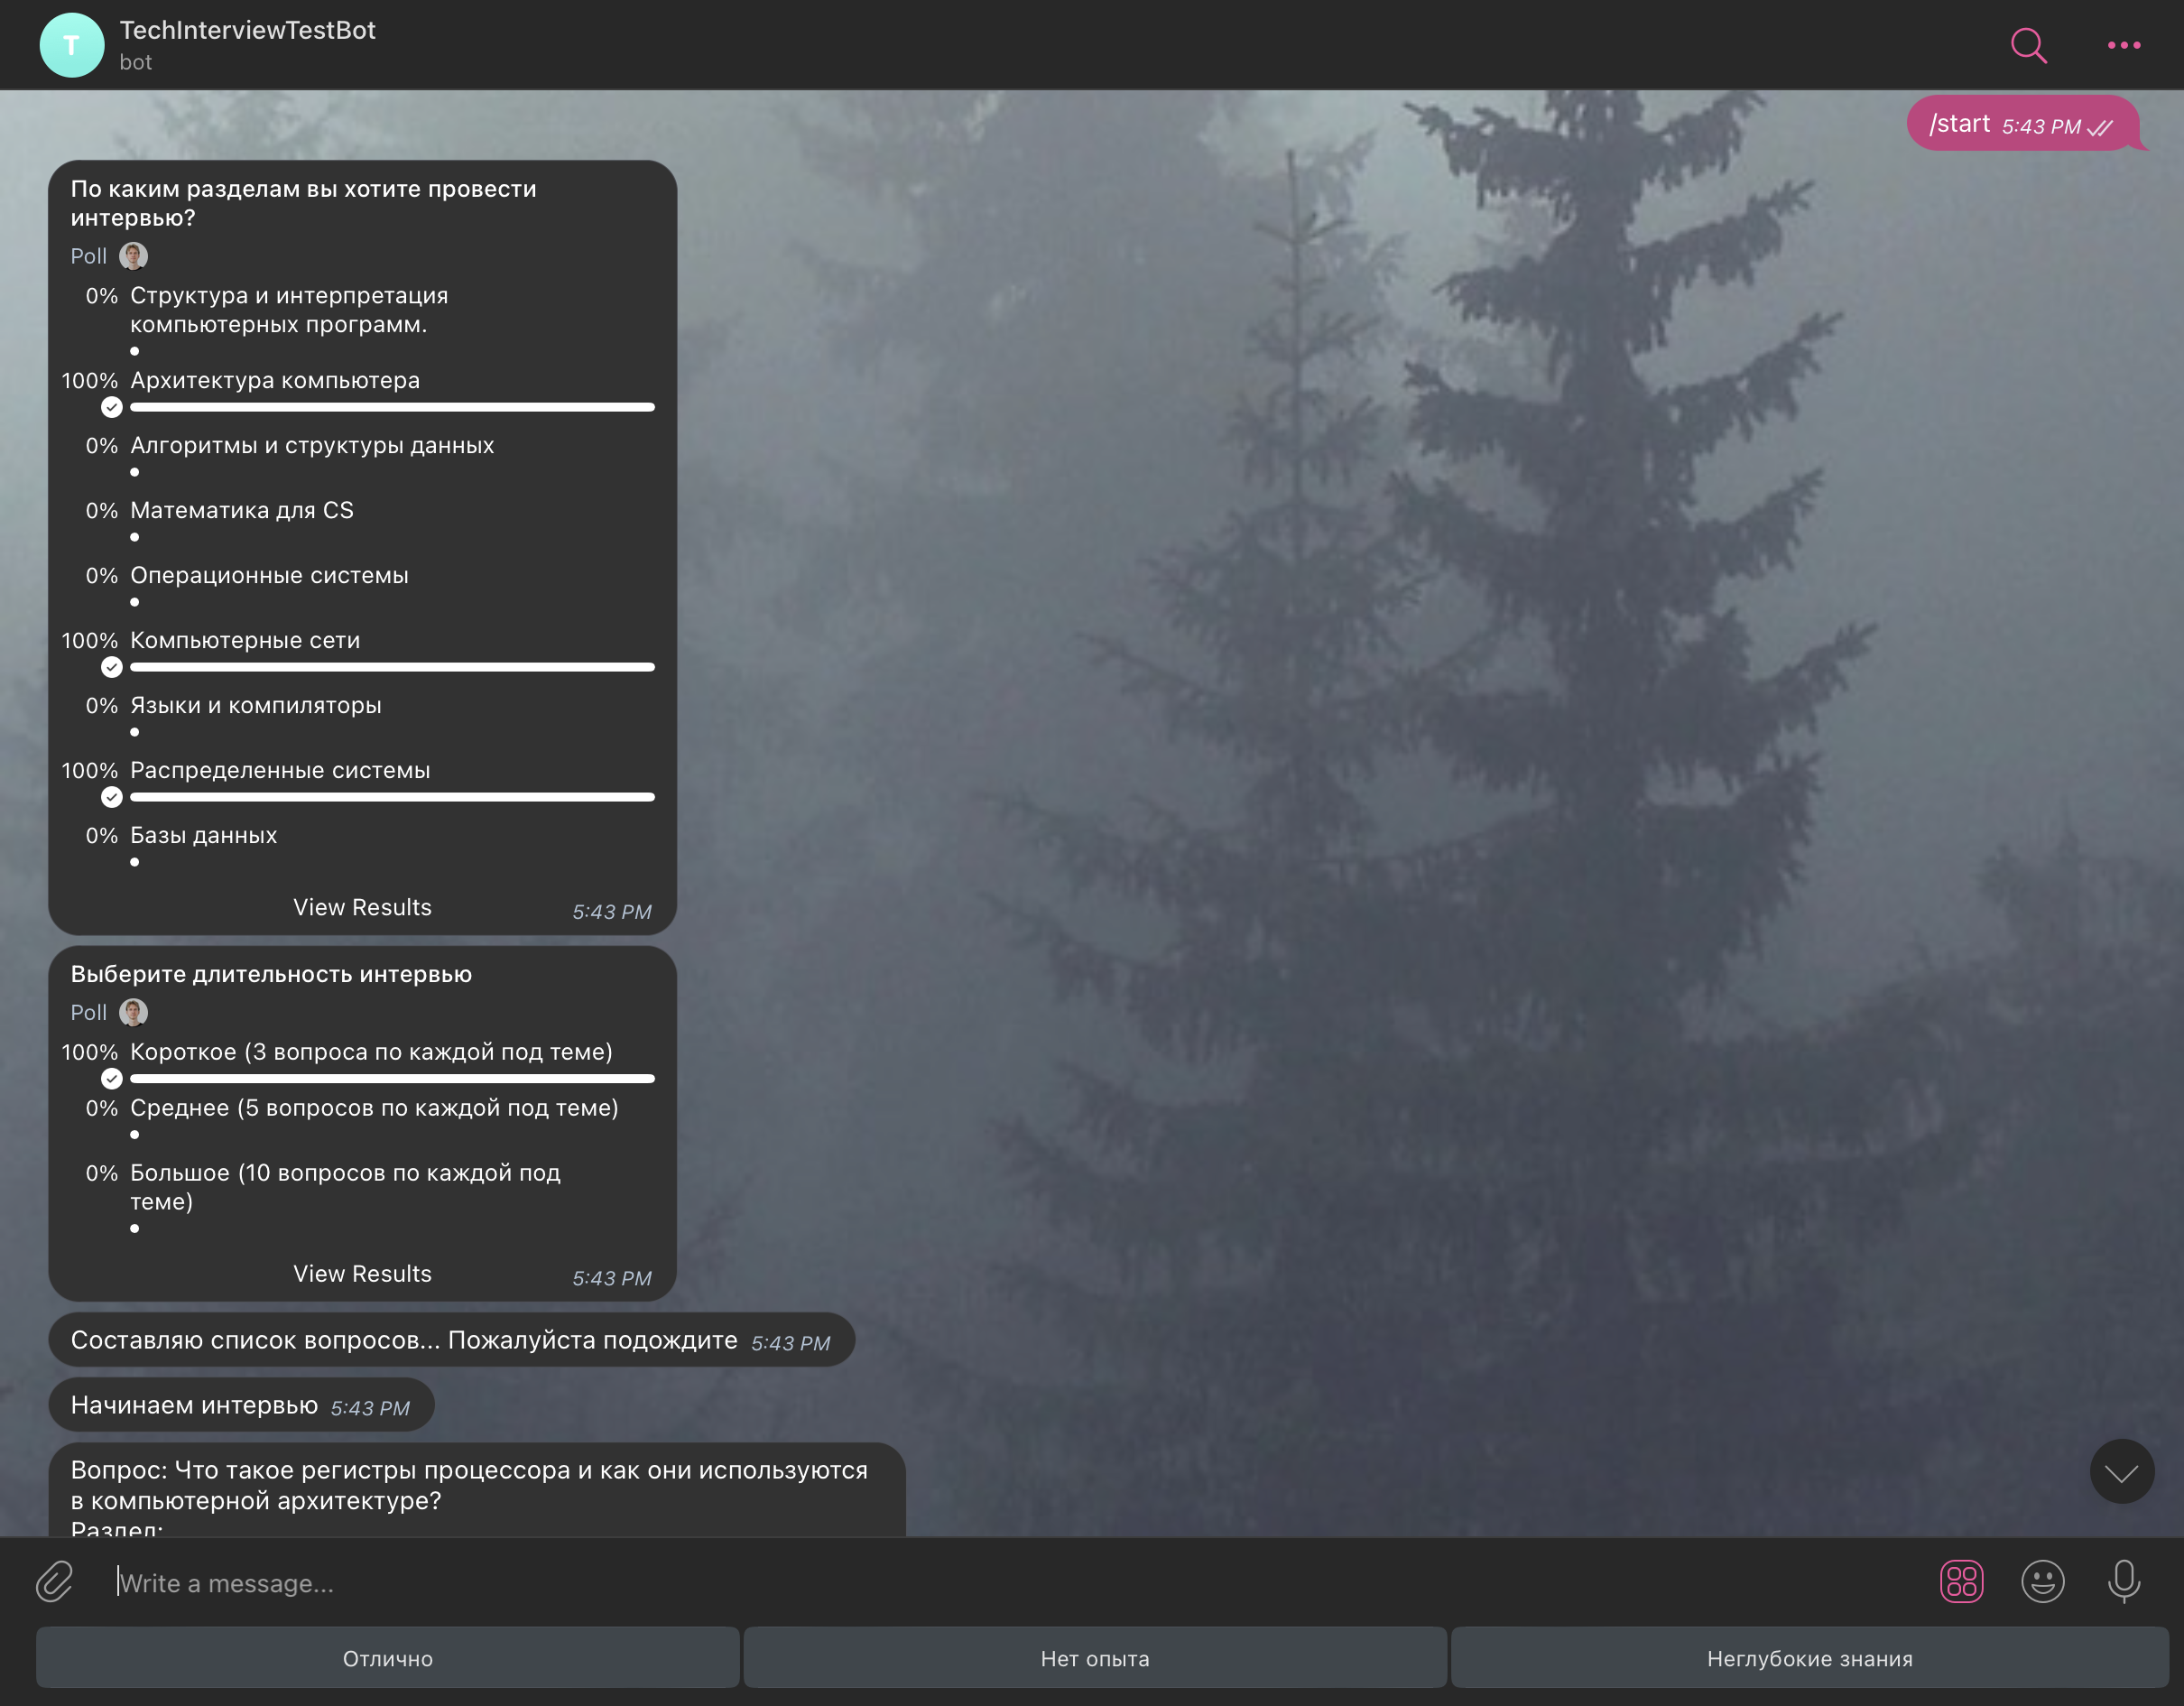 T
TechInterviewTestBot
bot
/start 5:43 PM
По каким разделам вы хотите провести
интервью?
Poll
0% Структура и интерпретация
компьютерных программ.
100% Архитектура компьютера
0% Алгоритмы и структуры данных
0% Математика для CS
0% Операционные системы
100% Компьютерные сети
0% Языки и компиляторы
100% Распределенные системы
0% Базы данных
View Results 5:43 PM
Выберите длительность интервью
Poll
100% Короткое (3 вопроса по каждой под теме)
0% Среднее (5 вопросов по каждой под теме)
0% Большое (10 вопросов по каждой под
теме)
View Results 5:43 PM
Составляю список вопросов... Пожалуйста подождите 5:43 PM
Начинаем интервью 5:43 PM
Вопрос: Что такое регистры процессора и как они используются
в компьютерной архитектуре?
Раздел:
Write a message...
Отлично Нет опыта Неглубокие знания